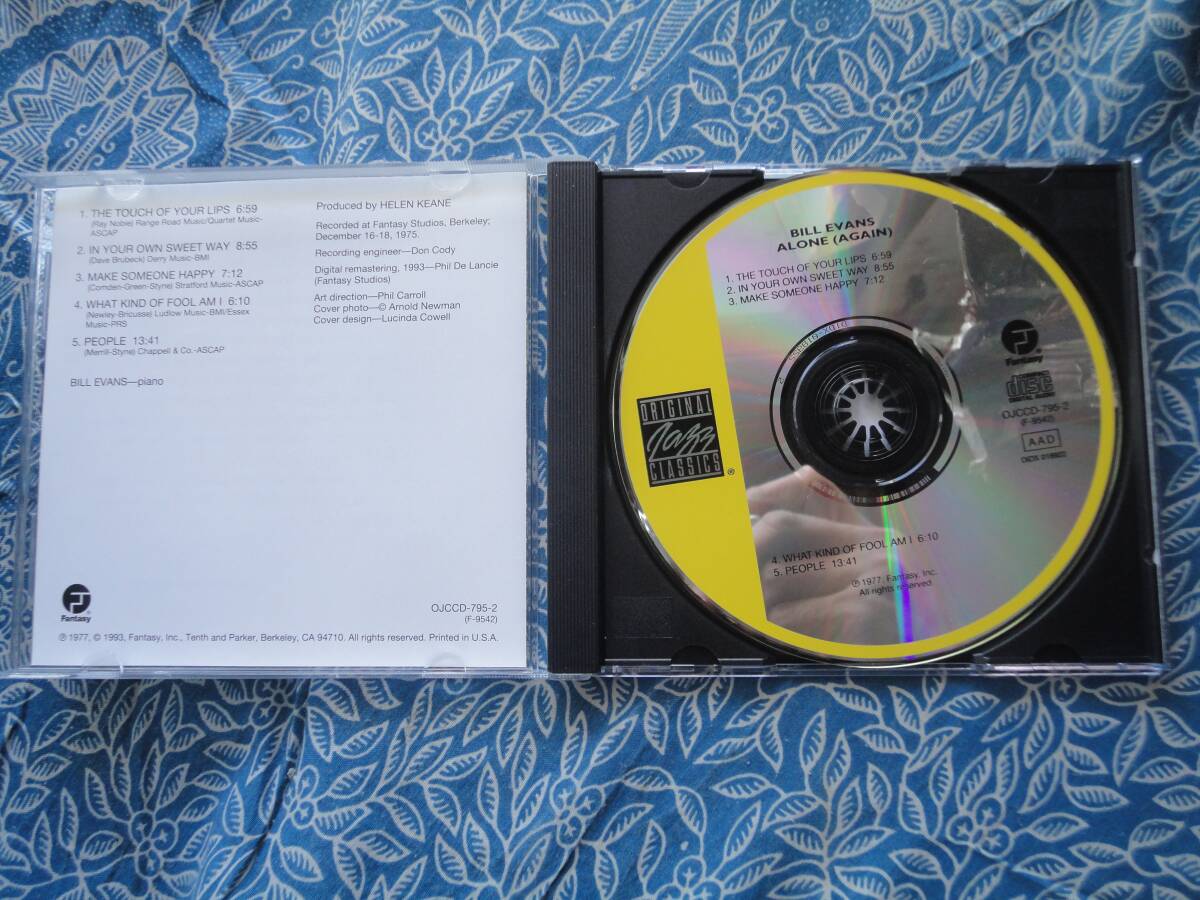 1. THE TOUCH OF YOUR LIPS 6:59
(Ray Noble) Range Road Music/Quartet Music-
ASCAP
2. IN YOUR OWN SWEET WAY 8:55
(Dave Brubeck) Derry Music-BMI
3. MAKE SOMEONE HAPPY 7:12
(Comden-Green-Styne) Stratford Music-ASCAP
4. WHAT KIND OF FOOL AM I 6:10
(Newley-Bricusse) Ludlow Music-BMI/Essex
Music-PRS
5. PEOPLE 13:41
(Merrill-Styne) Chappell & Co.-ASCAP
BILL EVANS—piano
Produced by HELEN KEANE
Recorded at Fantasy Studios, Berkeley;
December 16-18, 1975.
Recording engineer—Don Cody
Digital remastering, 1993—Phil De Lancie
(Fantasy Studios)
Art direction—Phil Carroll
Cover photo—© Arnold Newman
Cover design—Lucinda Cowell
Fantasy
OJCCD-795-2
(F-9542)
℗ 1977, © 1993, Fantasy, Inc., Tenth and Parker, Berkeley, CA 94710. All rights reserved. Printed in U.S.A.
BILL EVANS
ALONE (AGAIN)
1. THE TOUCH OF YOUR LIPS 6:59
2. IN YOUR OWN SWEET WAY 8:55
3. MAKE SOMEONE HAPPY 7:12
ORIGINAL
Jazz
CLASSICS®
Fantasy
COMPACT
disc
DIGITAL AUDIO
OJCCD-795-2
(F-9542)
AAD
4. WHAT KIND OF FOOL AM I 6:10
5. PEOPLE 13:41
℗ 1977, Fantasy, Inc.
All rights reserved.